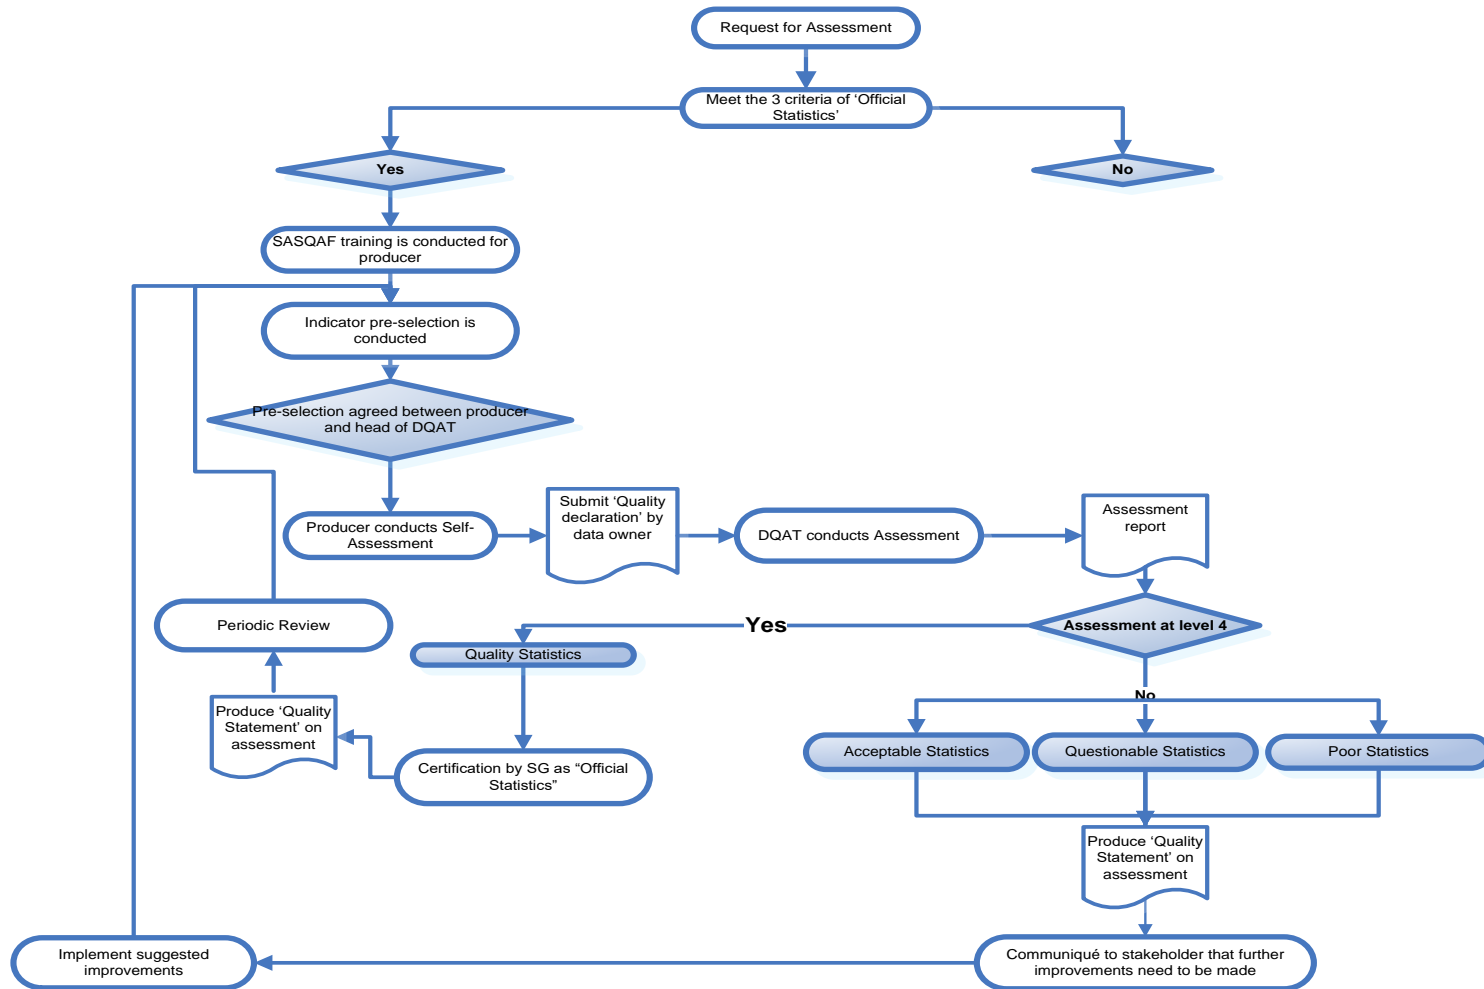 Request for Assessment
Meet the 3 criteria of ‘Official
Statistics’
Yes
No
SASQAF training is conducted for
producer
Indicator pre-selection is
conducted
Pre-selection agreed between producer
and head of DQAT
Producer conducts Self-
Assessment
Submit ‘Quality
declaration’ by
data owner
DQAT conducts Assessment
Assessment
report
Periodic Review
Yes
Assessment at level 4
Quality Statistics
No
Produce ‘Quality
Statement’ on
assessment
Certification by SG as “Official
Statistics”
Acceptable Statistics
Questionable Statistics
Poor Statistics
Produce ‘Quality
Statement’ on
assessment
Implement suggested
improvements
Communiqué to stakeholder that further
improvements need to be made